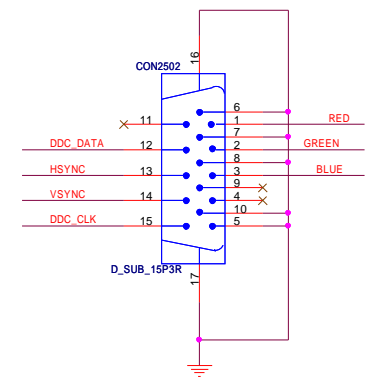 16
CON2502
6
11 1 RED
7
DDC_DATA 12 2 GREEN
8
HSYNC 13 3 BLUE
9
VSYNC 14 4
10
DDC_CLK 15 5
D_SUB_15P3R
17